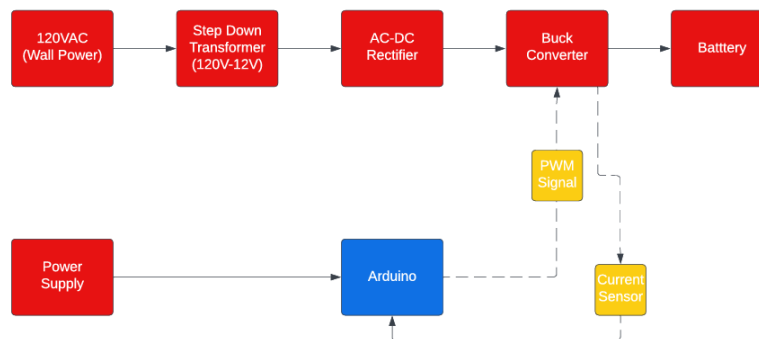 120VAC
(Wall Power)
Step Down
Transformer
(120V-12V)
AC-DC
Rectifier
Buck
Converter
Batttery
PWM
Signal
Power
Supply
Arduino
Current
Sensor